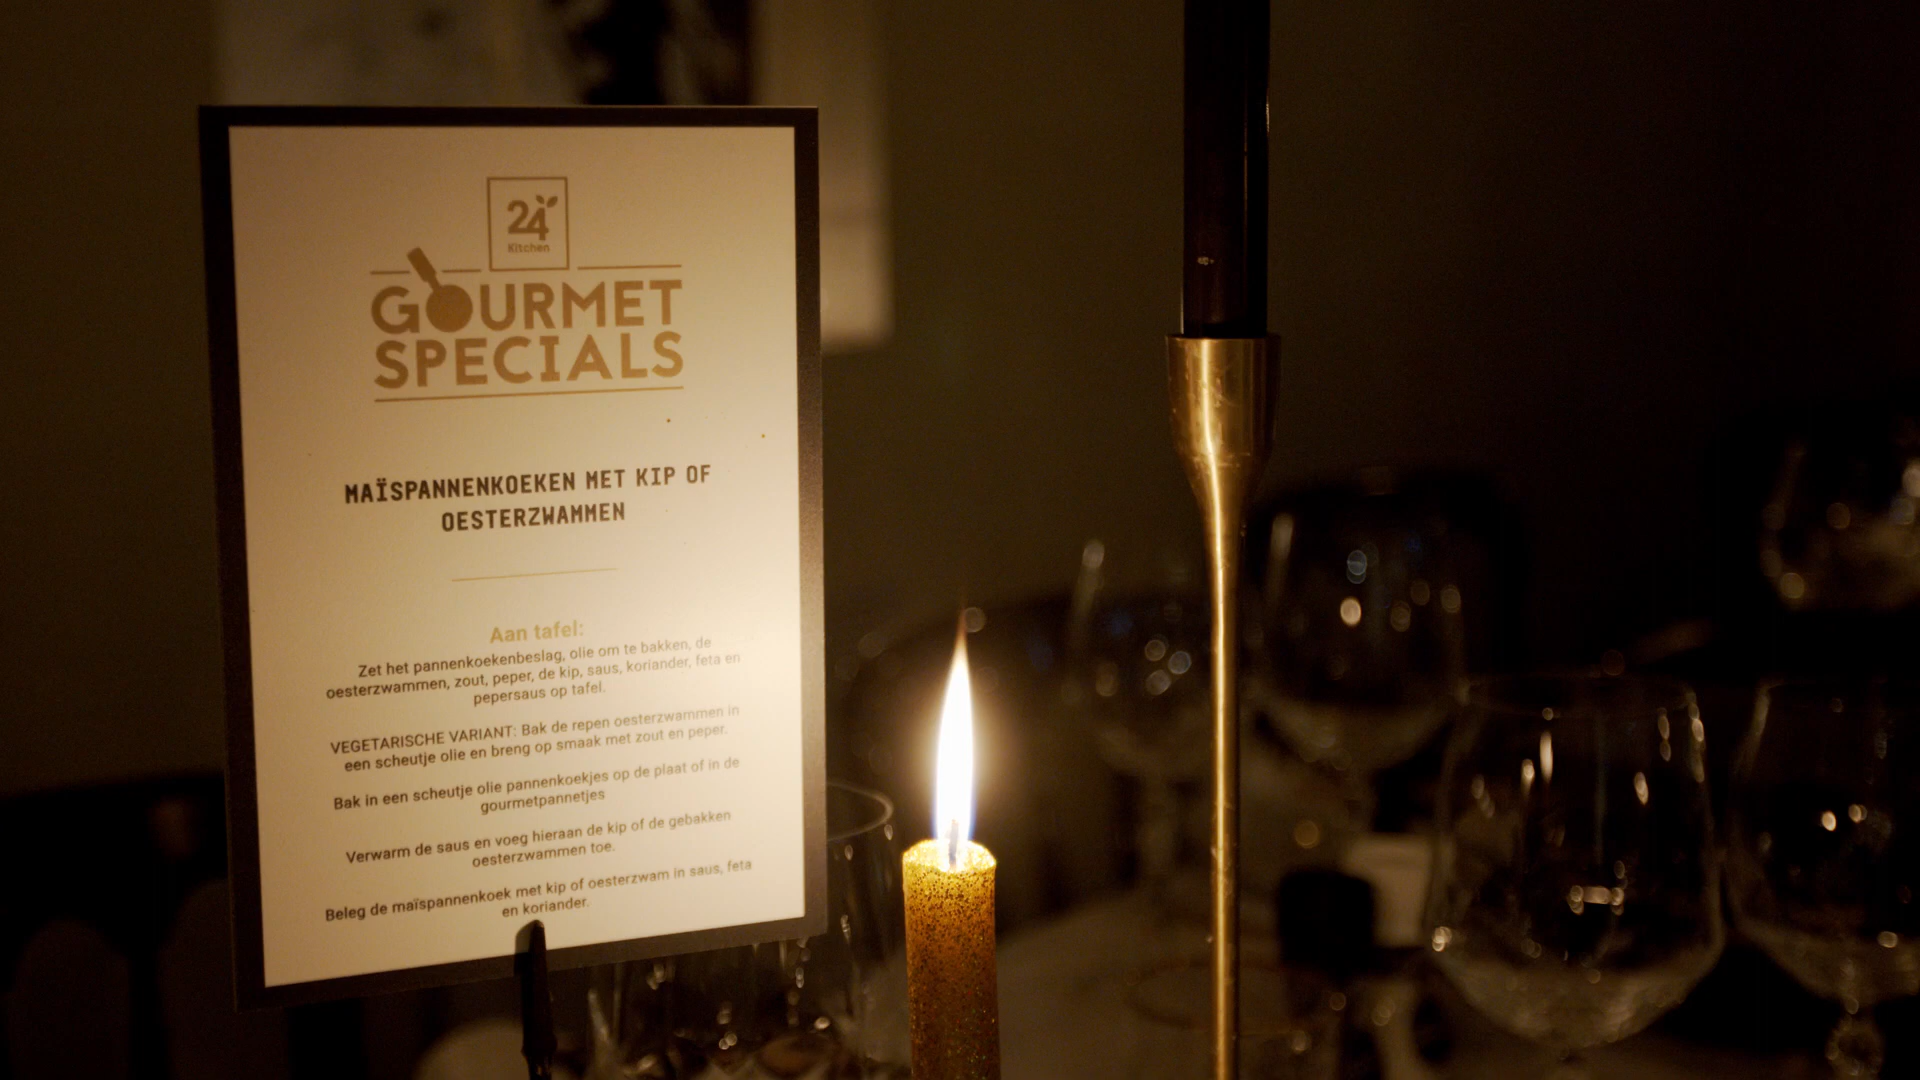 24
Kitchen
GOURMET
SPECIALS
MAÏSPANNENKOEKEN MET KIP OF
OESTERZWAMMEN
Aan tafel:
Zet het pannenkoekenbeslag, olie om te bakken, de
oesterzwammen, zout, peper, de kip, saus, koriander, feta en
pepersaus op tafel.
VEGETARISCHE VARIANT: Bak de repen oesterzwammen in
een scheutje olie en breng op smaak met zout en peper.
Bak in een scheutje olie pannenkoekjes op de plaat of in de
gourmetpannetjes
Verwarm de saus en voeg hieraan de kip of de gebakken
oesterzwammen toe.
Beleg de maïspannenkoek met kip of oesterzwam in saus, feta
en koriander.